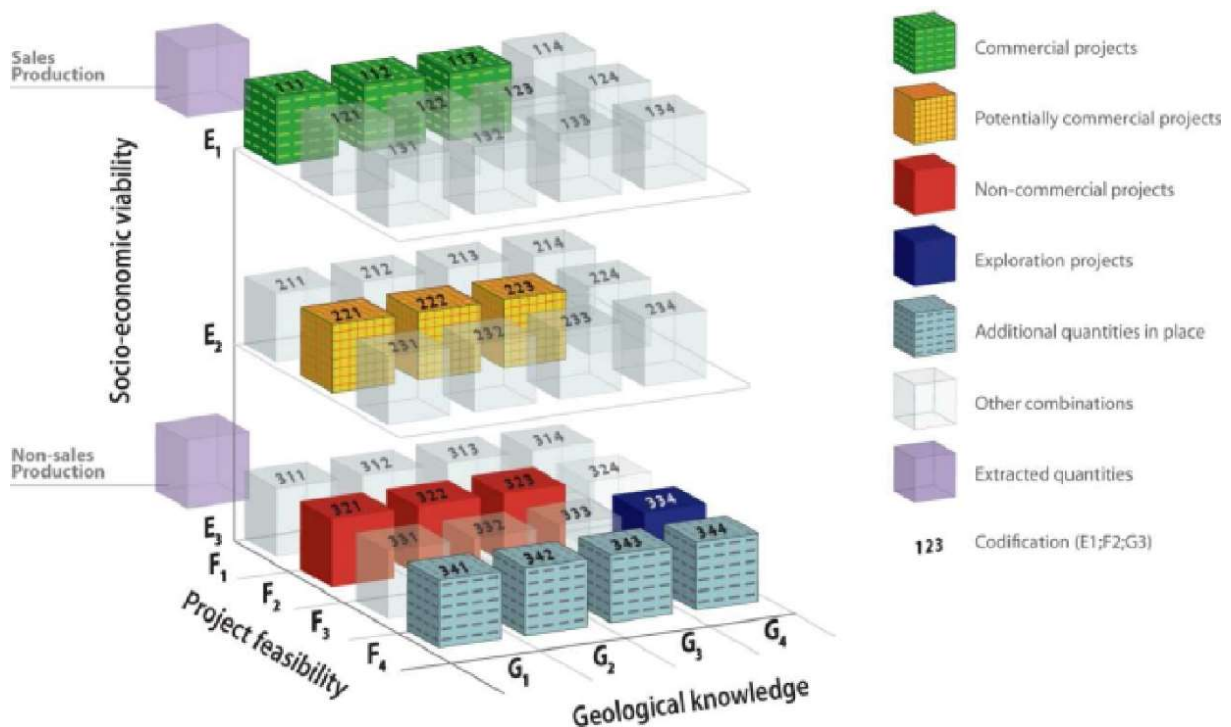 Sales
Production
Socio-economic viability
E1
111
112
113
114
121
122
123
124
131
132
133
134
E2
211
212
213
214
221
222
223
224
231
232
233
234
Non-sales
Production
E3
311
312
313
314
321
322
323
324
331
332
333
334
341
342
343
344
F1
F2
F3
F4
Project feasibility
G1
G2
G3
G4
Geological knowledge
Commercial projects
Potentially commercial projects
Non-commercial projects
Exploration projects
Additional quantities in place
Other combinations
Extracted quantities
123 Codification (E1;F2;G3)